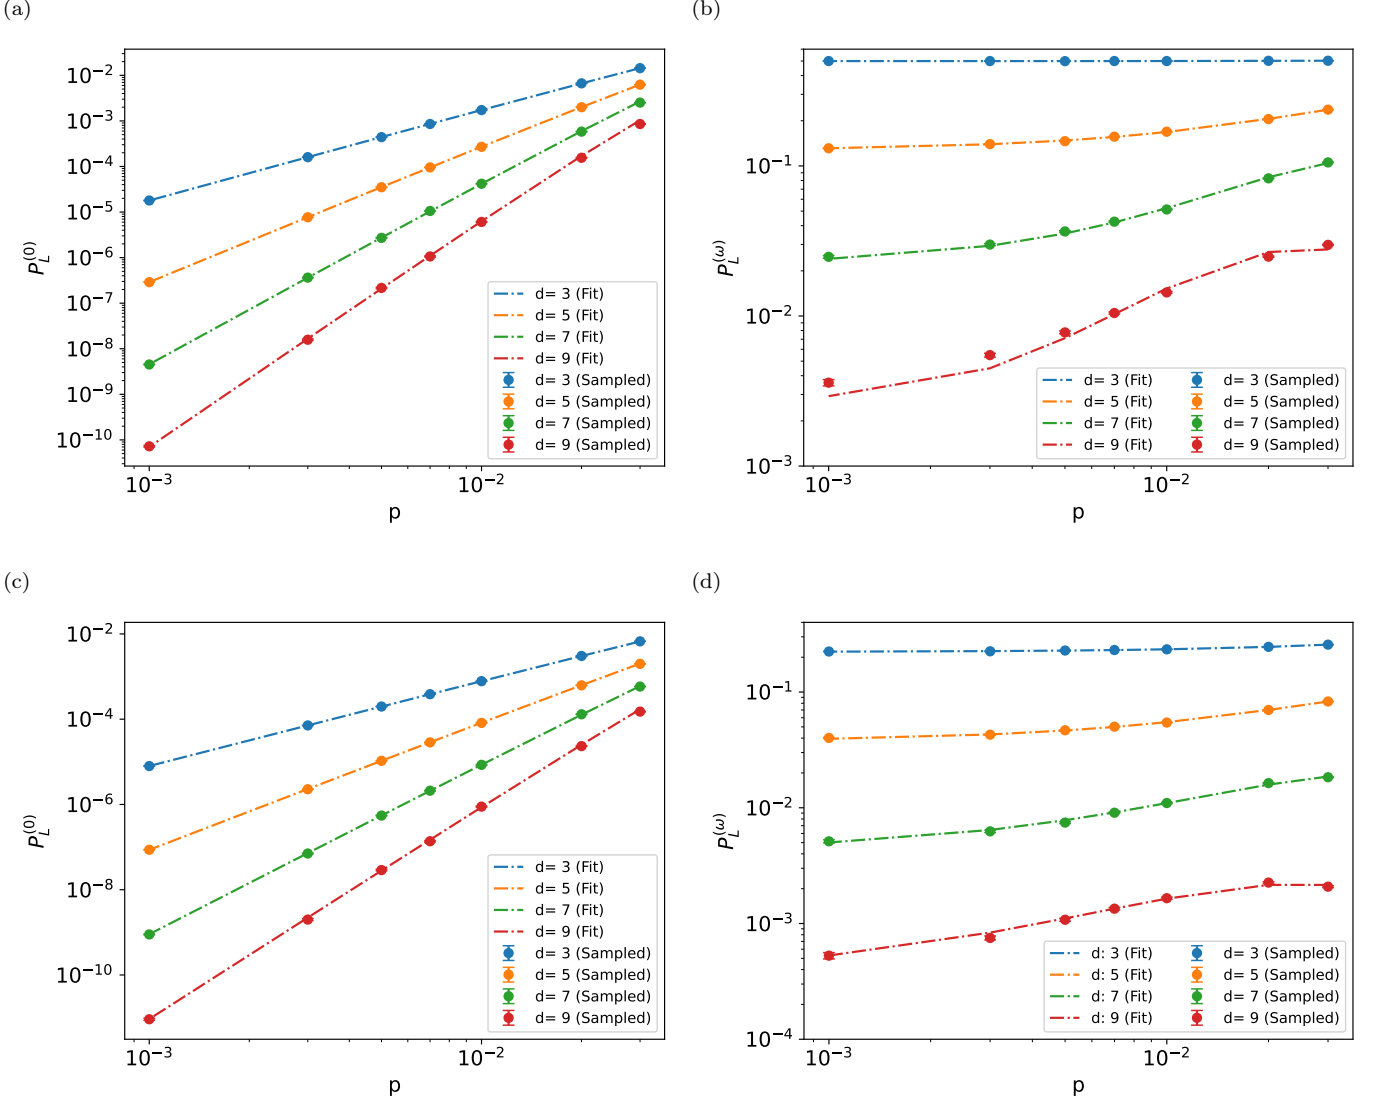 (a)
10^{-2}
10^{-3}
10^{-4}
10^{-5}
10^{-6}
10^{-7}
10^{-8}
10^{-9}
10^{-10}
P_L^{(0)}
10^{-3}
10^{-2}
p
d= 3 (Fit)
d= 5 (Fit)
d= 7 (Fit)
d= 9 (Fit)
d= 3 (Sampled)
d= 5 (Sampled)
d= 7 (Sampled)
d= 9 (Sampled)
(b)
10^{-1}
10^{-2}
10^{-3}
P_L^{(ω)}
10^{-3}
10^{-2}
p
d= 3 (Fit)
d= 5 (Fit)
d= 7 (Fit)
d= 9 (Fit)
d= 3 (Sampled)
d= 5 (Sampled)
d= 7 (Sampled)
d= 9 (Sampled)
(c)
10^{-2}
10^{-4}
10^{-6}
10^{-8}
10^{-10}
P_L^{(0)}
10^{-3}
10^{-2}
p
d= 3 (Fit)
d= 5 (Fit)
d= 7 (Fit)
d= 9 (Fit)
d= 3 (Sampled)
d= 5 (Sampled)
d= 7 (Sampled)
d= 9 (Sampled)
(d)
10^{-1}
10^{-2}
10^{-3}
10^{-4}
P_L^{(ω)}
10^{-3}
10^{-2}
p
d: 3 (Fit)
d: 5 (Fit)
d: 7 (Fit)
d: 9 (Fit)
d= 3 (Sampled)
d= 5 (Sampled)
d= 7 (Sampled)
d= 9 (Sampled)